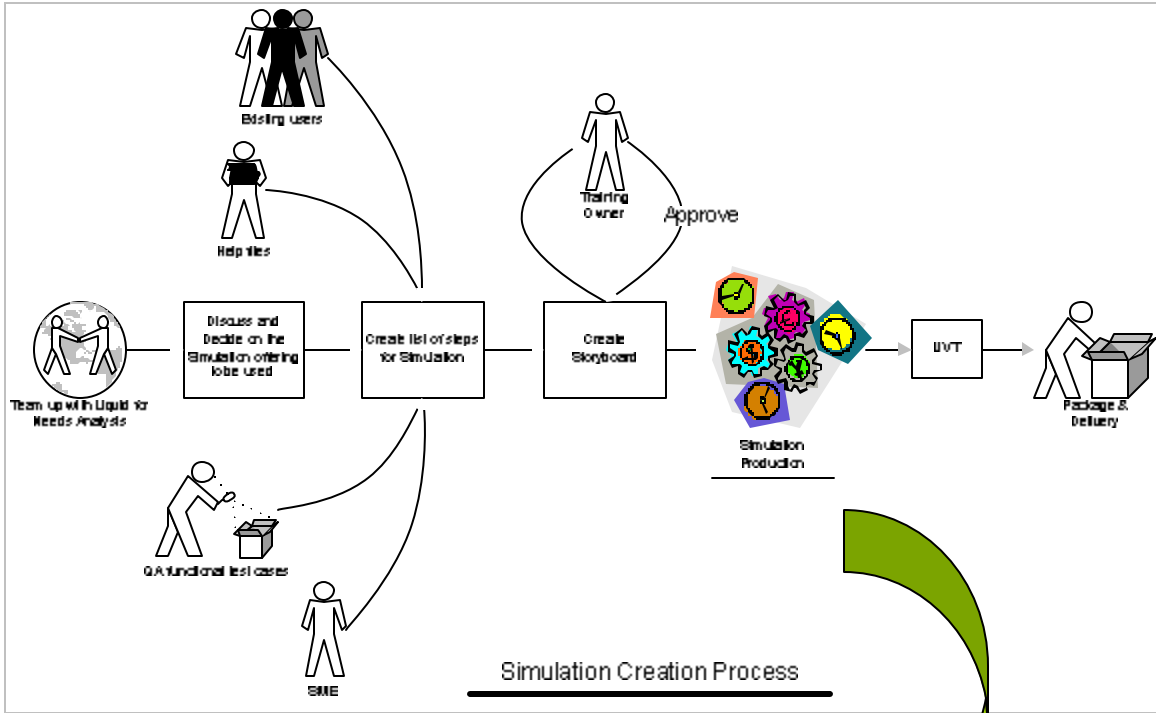 Existing users
Help files
Training
Owner
Approve
Team up with Liquid for
Needs Analysis
Discuss and
Decide on the
Simulation offering
to be used
Create list of steps
for Simulation
Create
Storyboard
Simulation
Production
UVT
Package &
Delivery
QA functional test cases
SME
Simulation Creation Process